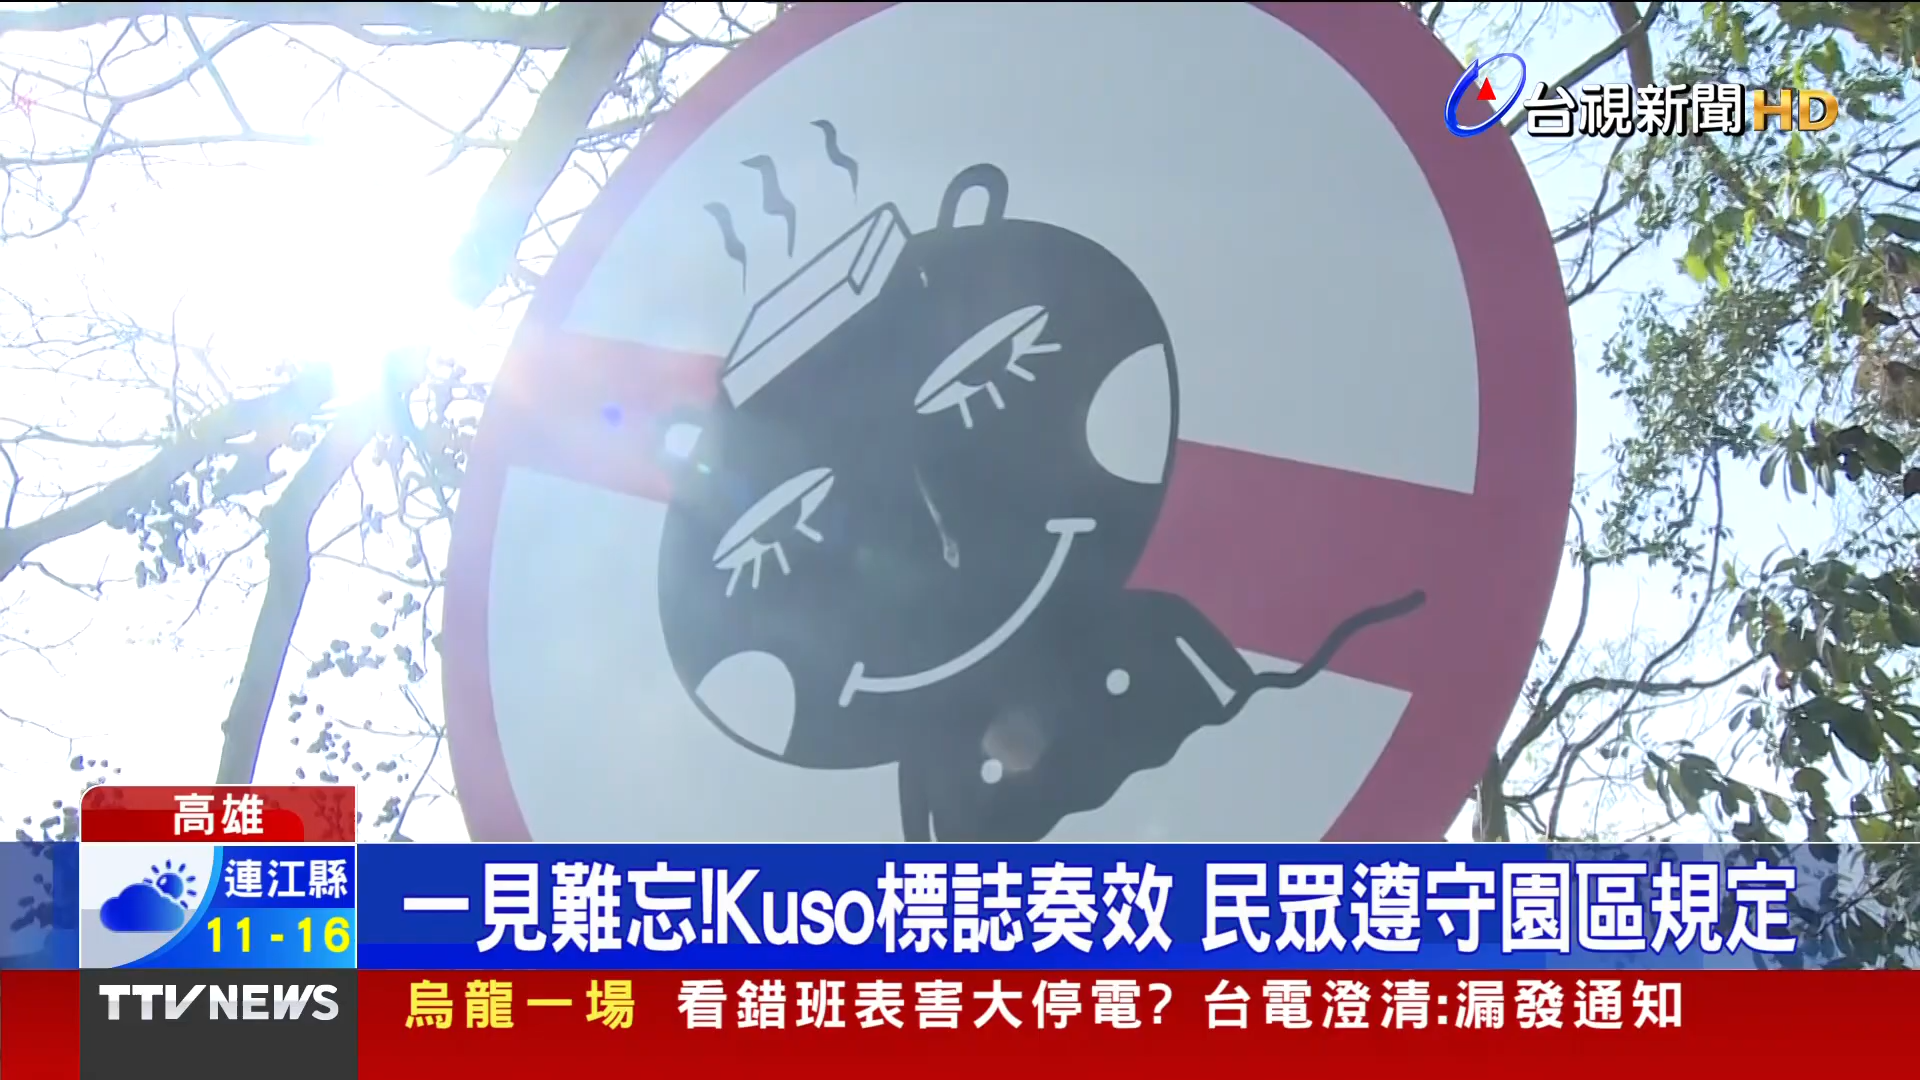 台視新聞HD
高雄
連江縣
11-16
一見難忘!Kuso標誌奏效 民眾遵守園區規定
TTV NEWS
烏龍一場 看錯班表害大停電? 台電澄清:漏發通知